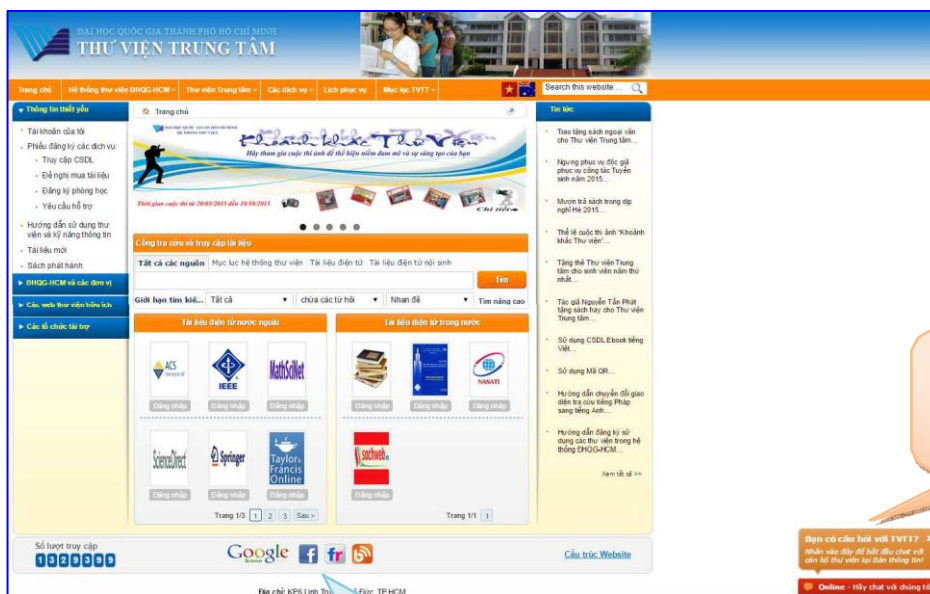 ĐẠI HỌC QUỐC GIA THÀNH PHỐ HỒ CHÍ MINH
THƯ VIỆN TRUNG TÂM
Trang chủ
Hệ thống thư viện ĐHQG-HCM
Thư viện Trung tâm
Các dịch vụ
Lịch phục vụ
Mục lục TVTT
Search this website ...
Thông tin thiết yếu
Tài khoản của tôi
Phiếu đăng ký các dịch vụ:
Truy cập CSDL
Đề nghị mua tài liệu
Đăng ký phòng học
Yêu cầu hỗ trợ
Hướng dẫn sử dụng thư
viện và kỹ năng thông tin
Tài liệu mới
Sách phát hành
ĐHQG-HCM và các đơn vị
Các web thư viện hữu ích
Các tổ chức tài trợ
Trang chủ
Khoảnh khắc Thư Viện
Hãy tham gia cuộc thi ảnh để thể hiện niềm đam mê và sự sáng tạo của bạn
Thời gian cuộc thi từ 20/05/2015 đến 10/10/2015
Chi tiết
Cổng tra cứu và truy cập tài liệu
Tất cả các nguồn
Mục lục hệ thống thư viện
Tài liệu điện tử
Tài liệu điện tử nội sinh
Tìm
Giới hạn tìm kiế...
Tất cả
chứa các từ hỏi
Nhan đề
Tìm nâng cao
Tài liệu điện tử nước ngoài
ACS
IEEE
MathSciNet
Đăng nhập
Đăng nhập
Đăng nhập
ScienceDirect
Springer
Taylor & Francis Online
Đăng nhập
Đăng nhập
Đăng nhập
Trang 1/3 1 2 3 Sau >
Tài liệu điện tử trong nước
NASATI
Đăng nhập
Đăng nhập
Đăng nhập
sachweb
Đăng nhập
Trang 1/1 1
Tin tức
Trao tặng sách ngoại văn
cho Thư viện Trung tâm...
Ngưng phục vụ độc giả
phục vụ công tác Tuyển
sinh năm 2015...
Mượn trả sách trong dịp
nghỉ Hè 2015...
Thể lệ cuộc thi ảnh "Khoảnh
khắc Thư viện"...
Tặng thẻ Thư viện Trung
tâm cho sinh viên năm thứ
nhất...
Tác giả Nguyễn Tấn Phát
tặng sách hay cho Thư viện
Trung tâm...
Sử dụng CSDL Ebook tiếng
Việt...
Sử dụng Mã QR...
Hướng dẫn chuyển đổi giao
diện tra cứu tiếng Pháp
sang tiếng Anh...
Hướng dẫn đăng ký sử
dụng các thư viện trong hệ
thống ĐHQG-HCM...
Xem tất cả >>
Số lượt truy cập
1329399
Google
f
fr
Cấu trúc Website
Địa chỉ: KP6 Linh
Đức, TP.HCM
Bạn có câu hỏi với TVTT? X
Nhấn vào đây để bắt đầu chat với
cán bộ thư viện tại Bàn thông tin!
Online - Hãy chat với chúng tô